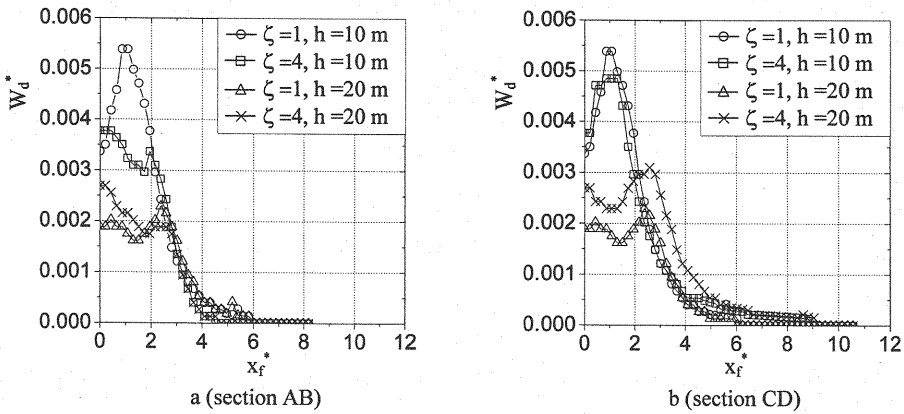 0.006
0.005
0.004
0.003
0.002
0.001
0.000
W_d^*
ζ=1, h=10 m
ζ=4, h=10 m
ζ=1, h=20 m
ζ=4, h=20 m
0 2 4 6 8 10 12
x_f^*
a (section AB)
0.006
0.005
0.004
0.003
0.002
0.001
0.000
W_d^*
ζ=1, h=10 m
ζ=4, h=10 m
ζ=1, h=20 m
ζ=4, h=20 m
0 2 4 6 8 10 12
x_f^*
b (section CD)